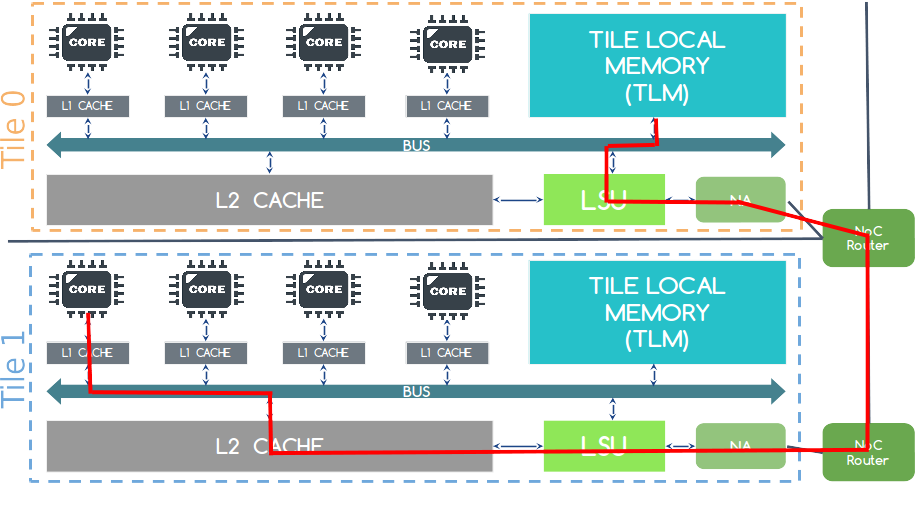 Tile 0
CORE
CORE
CORE
CORE
L1 CACHE
L1 CACHE
L1 CACHE
L1 CACHE
TILE LOCAL
MEMORY
(TLM)
BUS
L2 CACHE
LSU
NA
NoC
Router
Tile 1
CORE
CORE
CORE
CORE
L1 CACHE
L1 CACHE
L1 CACHE
L1 CACHE
TILE LOCAL
MEMORY
(TLM)
BUS
L2 CACHE
LSU
NA
NoC
Router